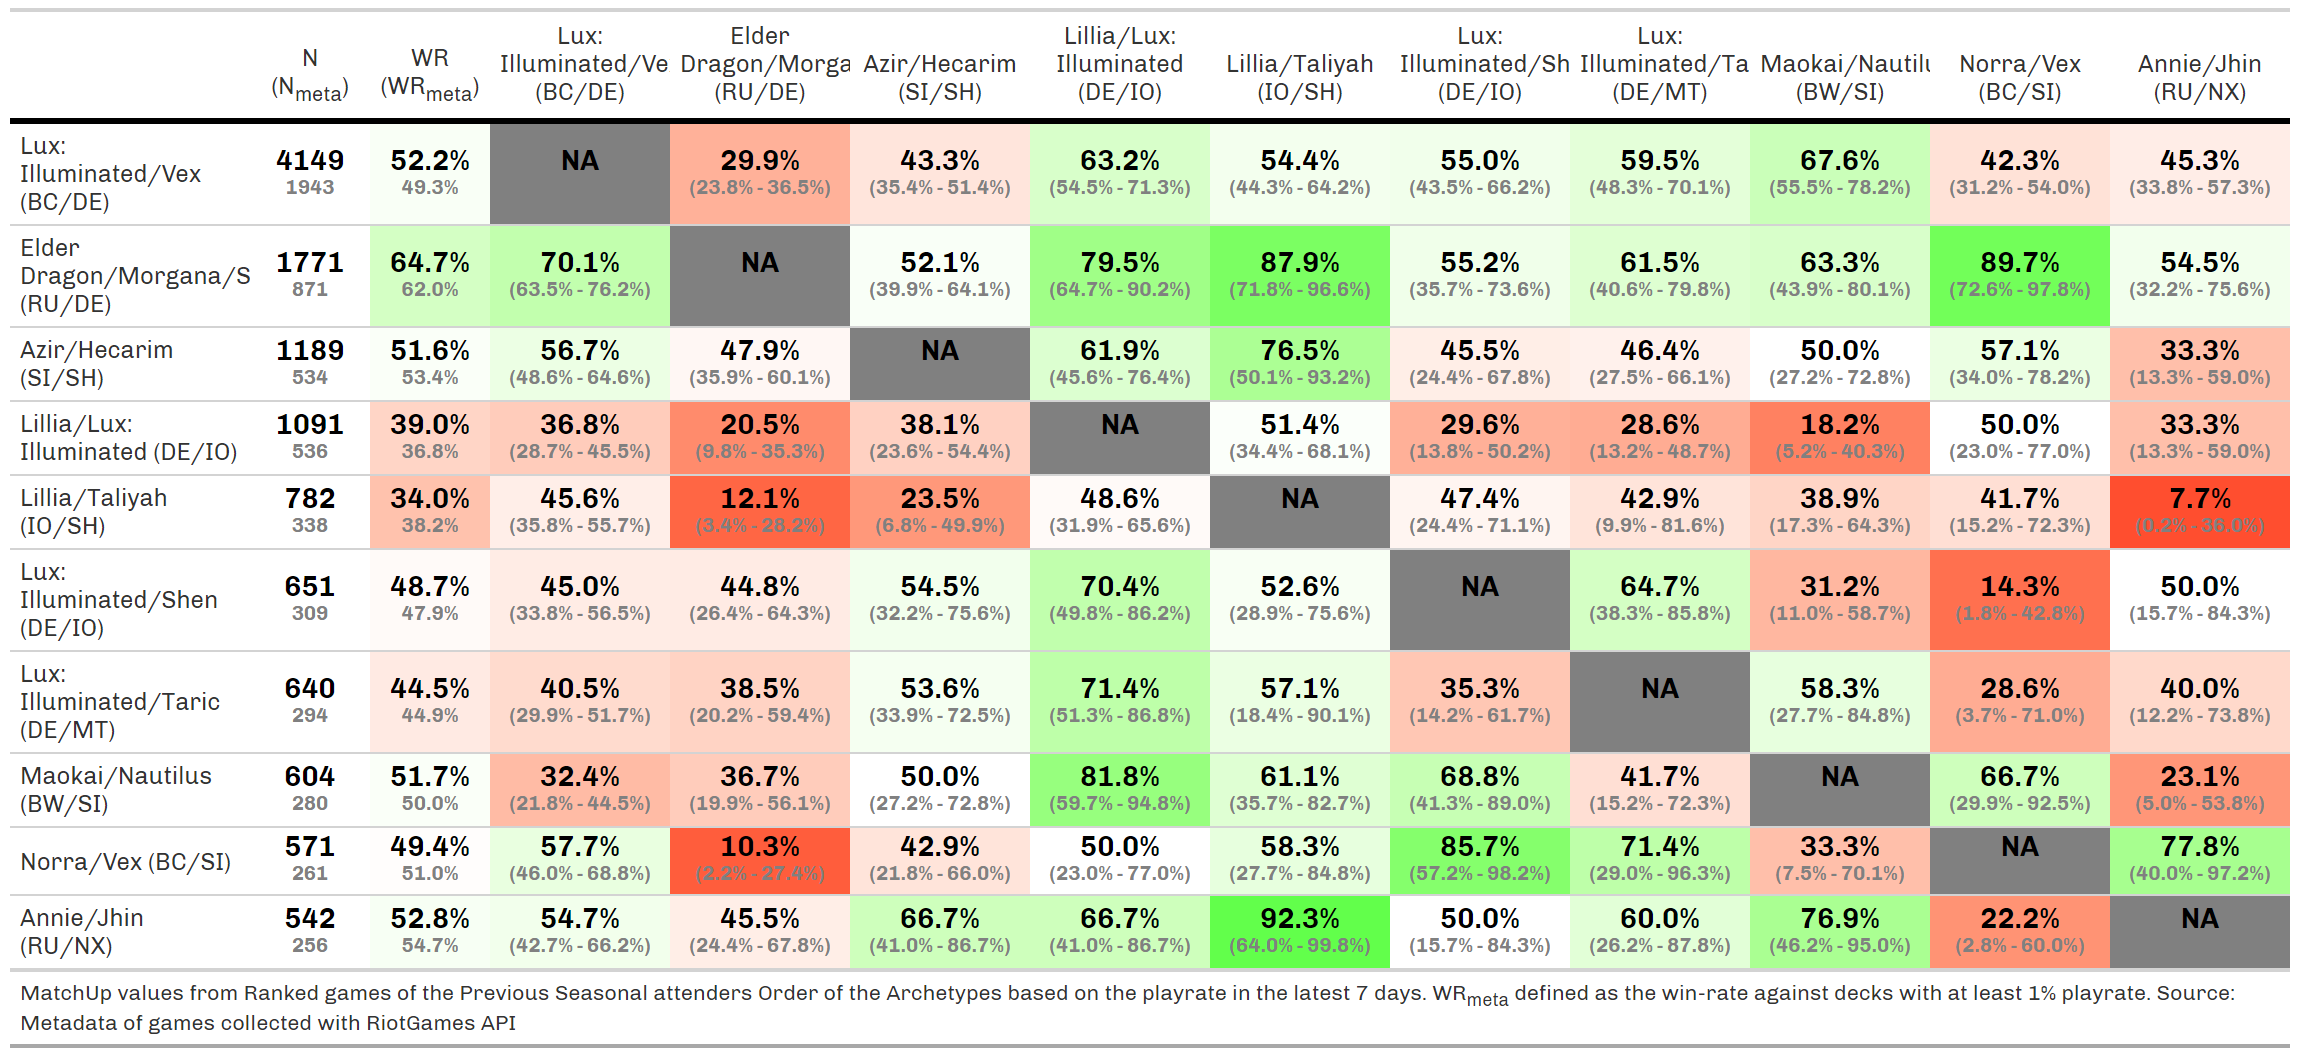 N (Nmeta) WR (WRmeta) Lux: Illuminated/Ve (BC/DE) Elder Dragon/Morga (RU/DE) Azir/Hecarim (SI/SH) Lillia/Lux: Illuminated (DE/IO) Lillia/Taliyah (IO/SH) Lux: Illuminated/Sh (DE/IO) Lux: Illuminated/Ta (DE/MT) Maokai/Nautilu (BW/SI) Norra/Vex (BC/SI) Annie/Jhin (RU/NX)
Lux: Illuminated/Vex (BC/DE) 4149 52.2% NA 29.9% 43.3% 63.2% 54.4% 55.0% 59.5% 67.6% 42.3% 45.3%
1943 49.3% (23.8% - 36.5%) (35.4% - 51.4%) (54.5% - 71.3%) (44.3% - 64.2%) (43.5% - 66.2%) (48.3% - 70.1%) (55.5% - 78.2%) (31.2% - 54.0%) (33.8% - 57.3%)
Elder Dragon/Morgana/S (RU/DE) 1771 64.7% 70.1% NA 52.1% 79.5% 87.9% 55.2% 61.5% 63.3% 89.7% 54.5%
871 62.0% (63.5% - 76.2%) (39.9% - 64.1%) (64.7% - 90.2%) (71.8% - 96.6%) (35.7% - 73.6%) (40.6% - 79.8%) (43.9% - 80.1%) (72.6% - 97.8%) (32.2% - 75.6%)
Azir/Hecarim (SI/SH) 1189 51.6% 56.7% 47.9% NA 61.9% 76.5% 45.5% 46.4% 50.0% 57.1% 33.3%
534 53.4% (48.6% - 64.6%) (35.9% - 60.1%) (45.6% - 76.4%) (50.1% - 93.2%) (24.4% - 67.8%) (27.5% - 66.1%) (27.2% - 72.8%) (34.0% - 78.2%) (13.3% - 59.0%)
Lillia/Lux: Illuminated (DE/IO) 1091 39.0% 36.8% 20.5% 38.1% NA 51.4% 29.6% 28.6% 18.2% 50.0% 33.3%
536 36.8% (28.7% - 45.5%) (9.8% - 35.3%) (23.6% - 54.4%) (34.4% - 68.1%) (13.8% - 50.2%) (13.2% - 48.7%) (5.2% - 40.3%) (23.0% - 77.0%) (13.3% - 59.0%)
Lillia/Taliyah (IO/SH) 782 34.0% 45.6% 12.1% 23.5% 48.6% NA 47.4% 42.9% 38.9% 41.7% 7.7%
338 38.2% (35.8% - 55.7%) (3.4% - 28.2%) (6.8% - 49.9%) (31.9% - 65.6%) (24.4% - 71.1%) (9.9% - 81.6%) (17.3% - 64.3%) (15.2% - 72.3%) (0.2% - 36.0%)
Lux: Illuminated/Shen (DE/IO) 651 48.7% 45.0% 44.8% 54.5% 70.4% 52.6% NA 64.7% 31.2% 14.3% 50.0%
309 47.9% (33.8% - 56.5%) (26.4% - 64.3%) (32.2% - 75.6%) (49.8% - 86.2%) (28.9% - 75.6%) (38.3% - 85.8%) (11.0% - 58.7%) (1.8% - 42.8%) (15.7% - 84.3%)
Lux: Illuminated/Taric (DE/MT) 640 44.5% 40.5% 38.5% 53.6% 71.4% 57.1% 35.3% NA 58.3% 28.6% 40.0%
294 44.9% (29.9% - 51.7%) (20.2% - 59.4%) (33.9% - 72.5%) (51.3% - 86.8%) (18.4% - 90.1%) (14.2% - 61.7%) (27.7% - 84.8%) (3.7% - 71.0%) (12.2% - 73.8%)
Maokai/Nautilus (BW/SI) 604 51.7% 32.4% 36.7% 50.0% 81.8% 61.1% 68.8% 41.7% NA 66.7% 23.1%
280 50.0% (21.8% - 44.5%) (19.9% - 56.1%) (27.2% - 72.8%) (59.7% - 94.8%) (35.7% - 82.7%) (41.3% - 89.0%) (15.2% - 72.3%) (29.9% - 92.5%) (5.0% - 53.8%)
Norra/Vex (BC/SI) 571 49.4% 57.7% 10.3% 42.9% 50.0% 58.3% 85.7% 71.4% 33.3% NA 77.8%
261 51.0% (46.0% - 68.8%) (2.2% - 27.4%) (21.8% - 66.0%) (23.0% - 77.0%) (27.7% - 84.8%) (57.2% - 98.2%) (29.0% - 96.3%) (7.5% - 70.1%) (40.0% - 97.2%)
Annie/Jhin (RU/NX) 542 52.8% 54.7% 45.5% 66.7% 66.7% 92.3% 50.0% 60.0% 76.9% 22.2% NA
256 54.7% (42.7% - 66.2%) (24.4% - 67.8%) (41.0% - 86.7%) (41.0% - 86.7%) (64.0% - 99.8%) (15.7% - 84.3%) (26.2% - 87.8%) (46.2% - 95.0%) (2.8% - 60.0%)
MatchUp values from Ranked games of the Previous Seasonal attenders Order of the Archetypes based on the playrate in the latest 7 days. WRmeta defined as the win-rate against decks with at least 1% playrate. Source:
Metadata of games collected with RiotGames API